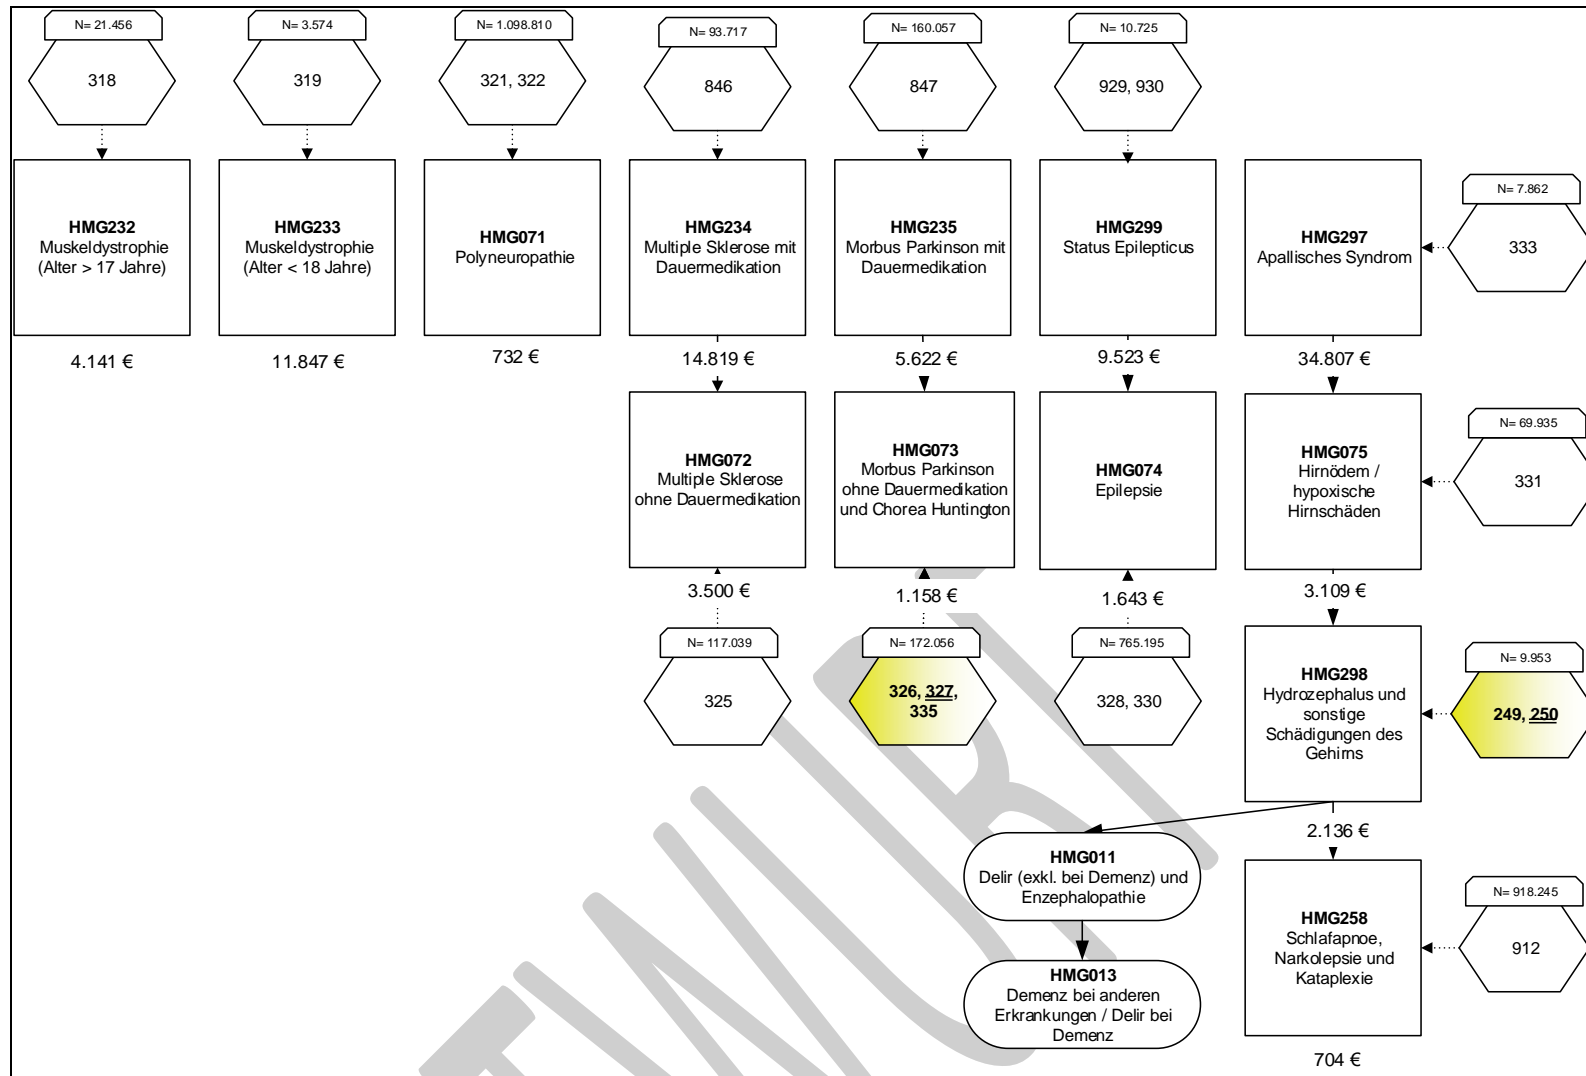 N= 21.456
318
N= 3.574
319
N= 1.098.810
321, 322
N= 93.717
846
N= 160.057
847
N= 10.725
929, 930
HMG232
Muskeldystrophie
(Alter > 17 Jahre)
4.141 €
HMG233
Muskeldystrophie
(Alter < 18 Jahre)
11.847 €
HMG071
Polyneuropathie
732 €
HMG234
Multiple Sklerose mit
Dauermedikation
14.819 €
HMG235
Morbus Parkinson mit
Dauermedikation
5.622 €
HMG299
Status Epilepticus
9.523 €
HMG297
Apallisches Syndrom
34.807 €
N= 7.862
333
HMG072
Multiple Sklerose
ohne Dauermedikation
3.500 €
N= 117.039
325
HMG073
Morbus Parkinson
ohne Dauermedikation
und Chorea Huntington
1.158 €
N= 172.056
326, 327,
335
HMG074
Epilepsie
1.643 €
N= 765.195
328, 330
HMG075
Hirnödem /
hypoxische
Hirnschäden
3.109 €
N= 69.935
331
HMG298
Hydrozephalus und
sonstige
Schädigungen des
Gehirns
2.136 €
N= 9.953
249, 250
HMG011
Delir (exkl. bei Demenz) und
Enzephalopathie
HMG013
Demenz bei anderen
Erkrankungen / Delir bei
Demenz
HMG258
Schlafapnoe,
Narkolepsie und
Kataplexie
704 €
N= 918.245
912